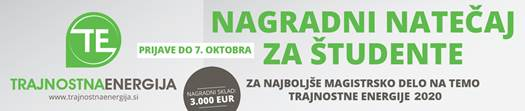 TE
TRAJNOSTNAENERGIJA
www.trajnostnaenergija.si
PRIJAVE DO 7. OKTOBRA
NAGRADNI NATEČAJ
ZA ŠTUDENTE
NAGRADNI SKLAD:
3.000 EUR
ZA NAJBOLJŠE MAGISTRSKO DELO NA TEMO
TRAJNOSTNE ENERGIJE 2020